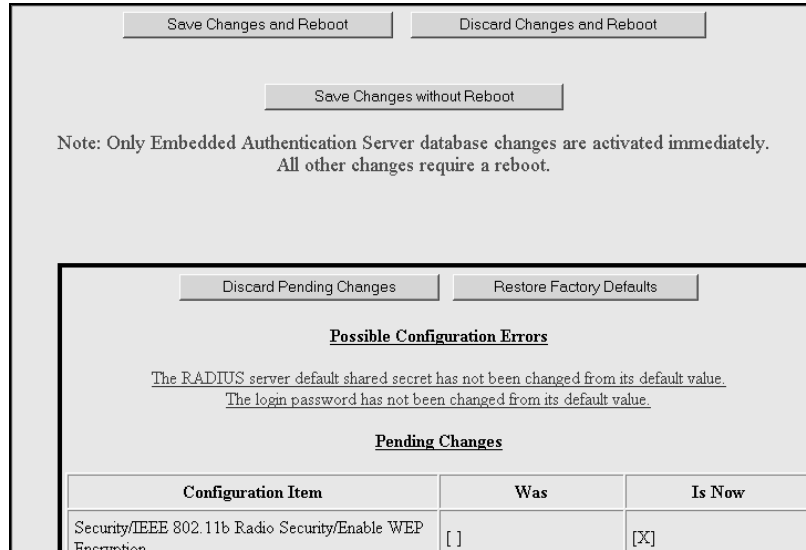 Save Changes and Reboot
Discard Changes and Reboot
Save Changes without Reboot
Note: Only Embedded Authentication Server database changes are activated immediately.
All other changes require a reboot.
Discard Pending Changes
Restore Factory Defaults
Possible Configuration Errors
The RADIUS server default shared secret has not been changed from its default value.
The login password has not been changed from its default value.
Pending Changes
Configuration Item
Was
Is Now
Security/IEEE 802.11b Radio Security/Enable WEP
Encryption
[ ]
[X]